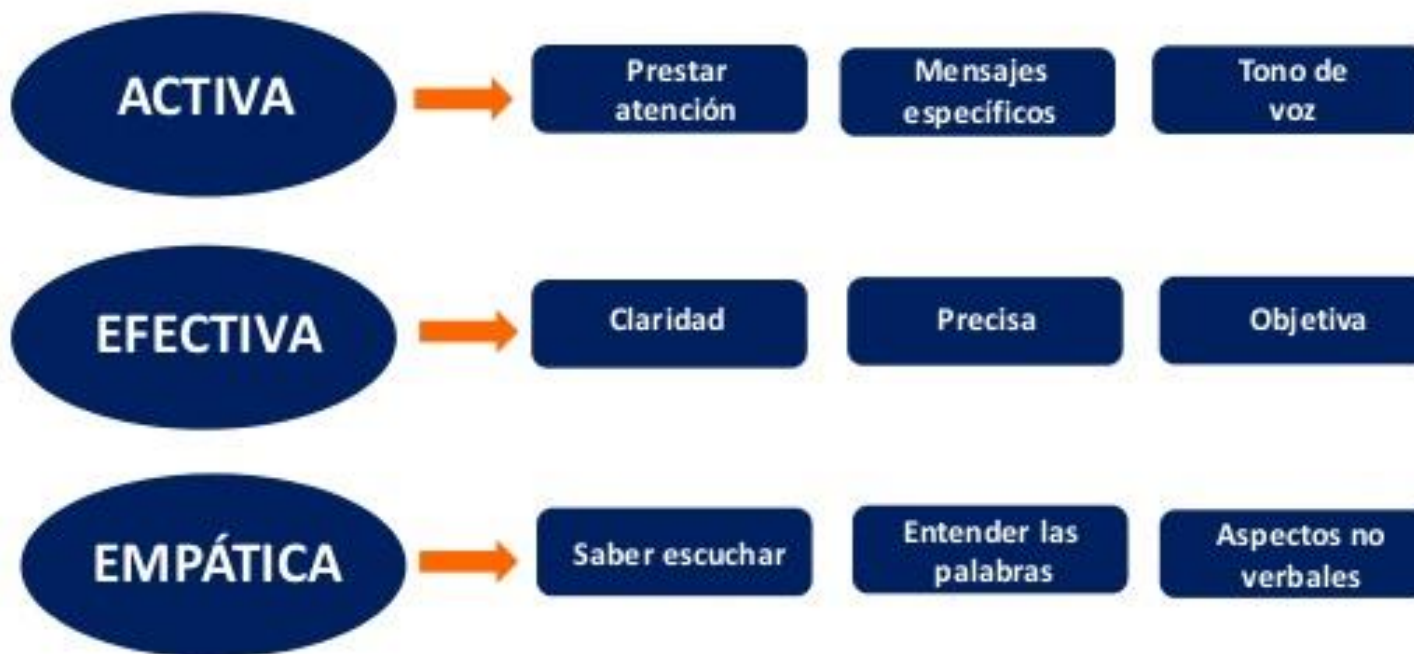 ACTIVA
Prestar
atención
Mensajes
específicos
Tono de
voz
EFECTIVA
Claridad
Precisa
Objetiva
EMPÁTICA
Saber escuchar
Entender las
palabras
Aspectos no
verbales